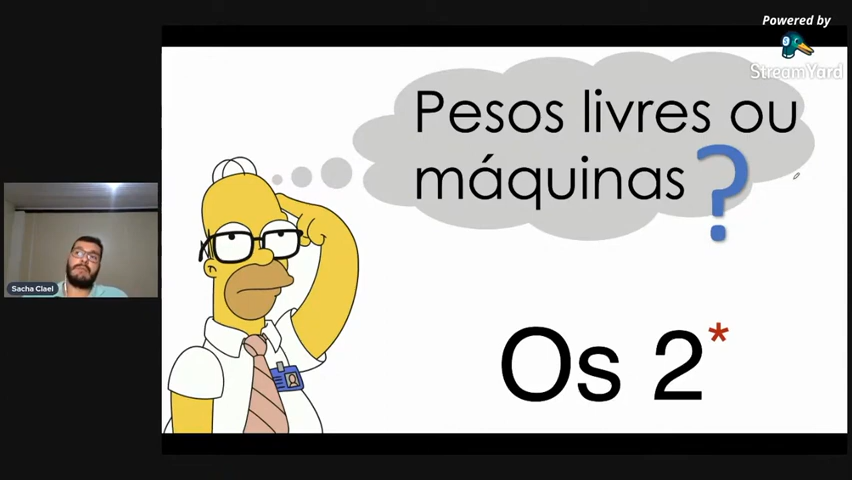 Powered by
StreamYard
Pesos livres ou
máquinas?
Sacha Clael
Os 2*